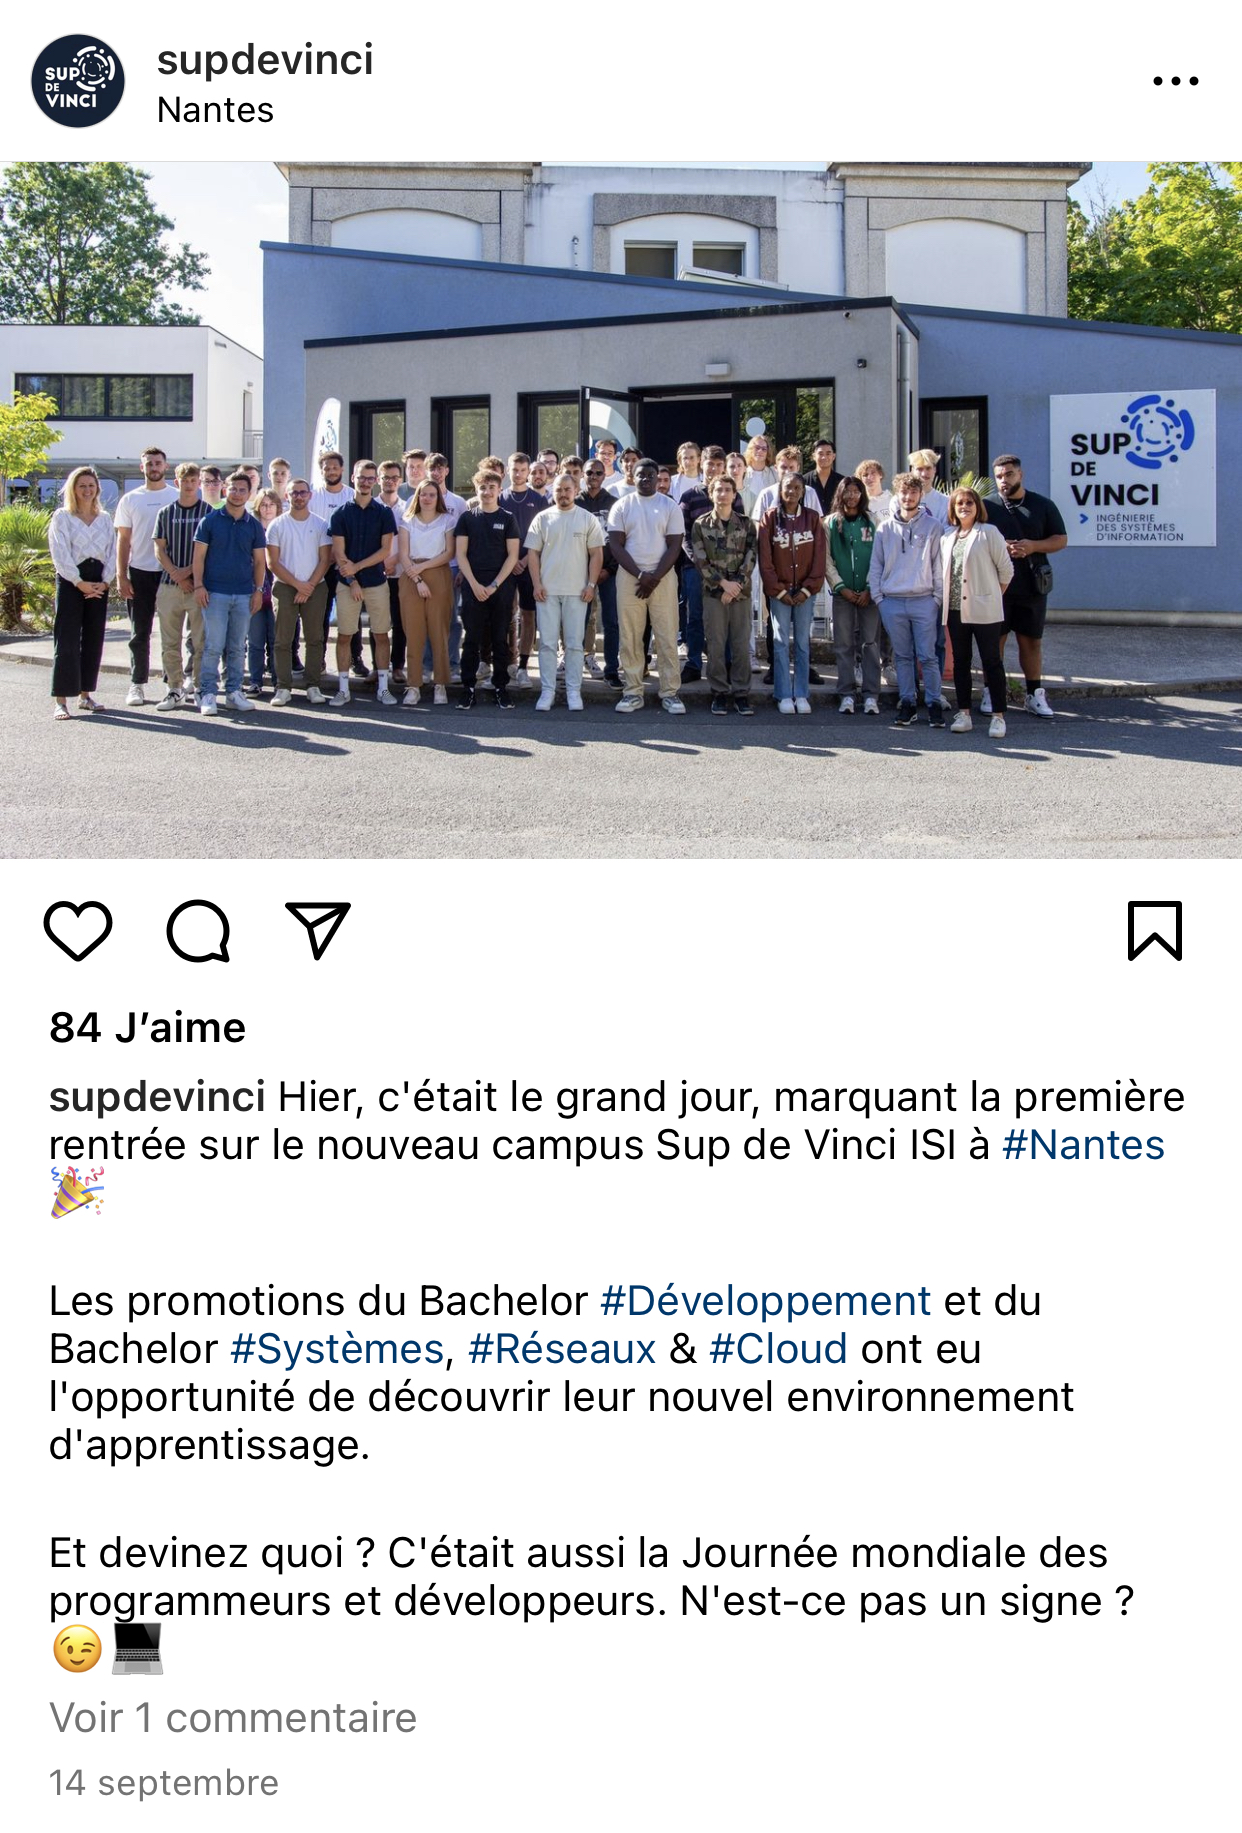 SUP
DE
VINCI
supdevinci
Nantes
SUP
DE
VINCI
INGÉNIERIE
DES SYSTÈMES
D'INFORMATION
84 J’aime
supdevinci Hier, c'était le grand jour, marquant la première
rentrée sur le nouveau campus Sup de Vinci ISI à #Nantes
🎉
Les promotions du Bachelor #Développement et du
Bachelor #Systèmes, #Réseaux & #Cloud ont eu
l'opportunité de découvrir leur nouvel environnement
d'apprentissage.
Et devinez quoi ? C'était aussi la Journée mondiale des
programmeurs et développeurs. N'est-ce pas un signe ?
😉💻
Voir 1 commentaire
14 septembre